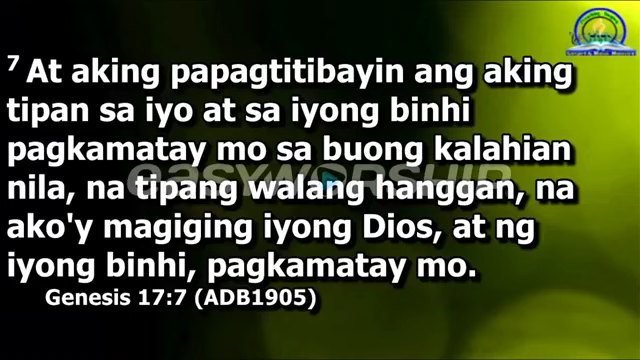 7 At aking papagtitibayin ang aking
tipan sa iyo at sa iyong binhi
pagkamatay mo sa buong kalahian
nila, na tipang walang hanggan, na
ako'y magiging iyong Dios, at ng
iyong binhi, pagkamatay mo.
Genesis 17:7 (ADB1905)
EASYWORSHIP